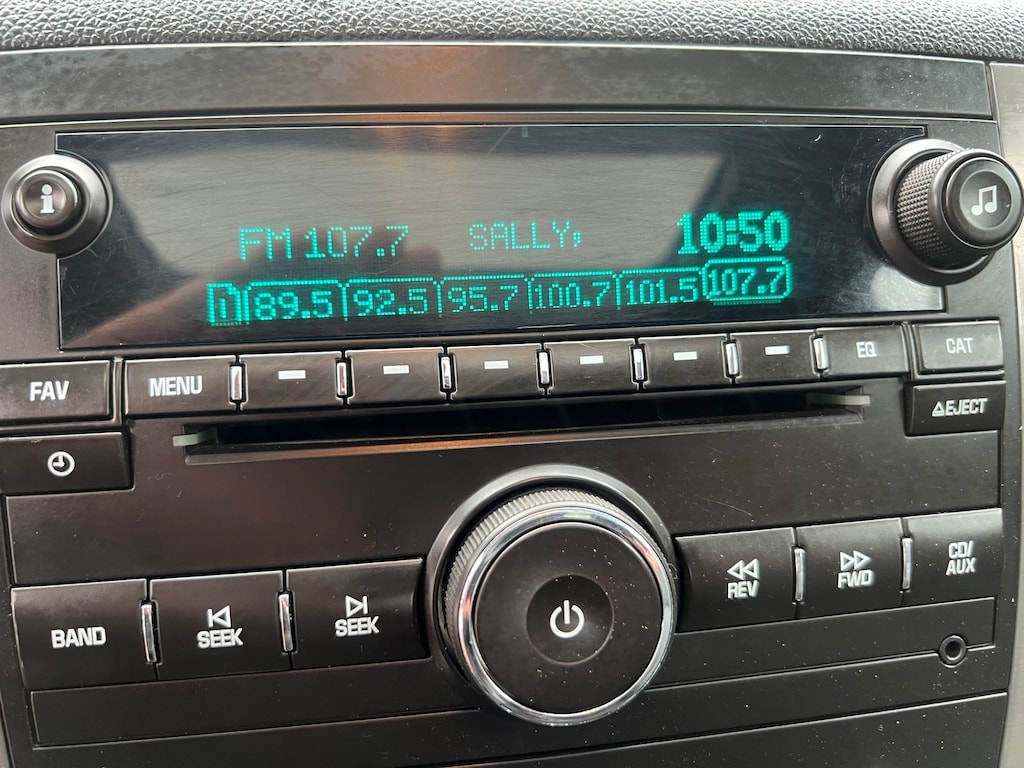 FM 107.7 SALLY, 10:50
1 89.5 92.5 95.7 100.7 101.5 107.7
FAV MENU EQ CAT
EJECT
BAND SEEK SEEK REV FWD CD/
AUX